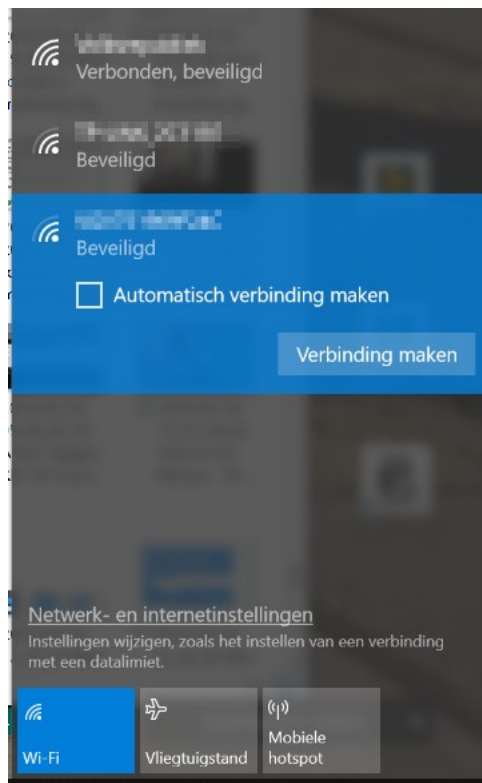 Verbonden, beveiligd
Beveiligd
Beveiligd
Automatisch verbinding maken
Verbinding maken
Netwerk- en internetinstellingen
Instellingen wijzigen, zoals het instellen van een verbinding
met een datalimiet.
Wi-Fi
Vliegtuigstand
Mobiele
hotspot